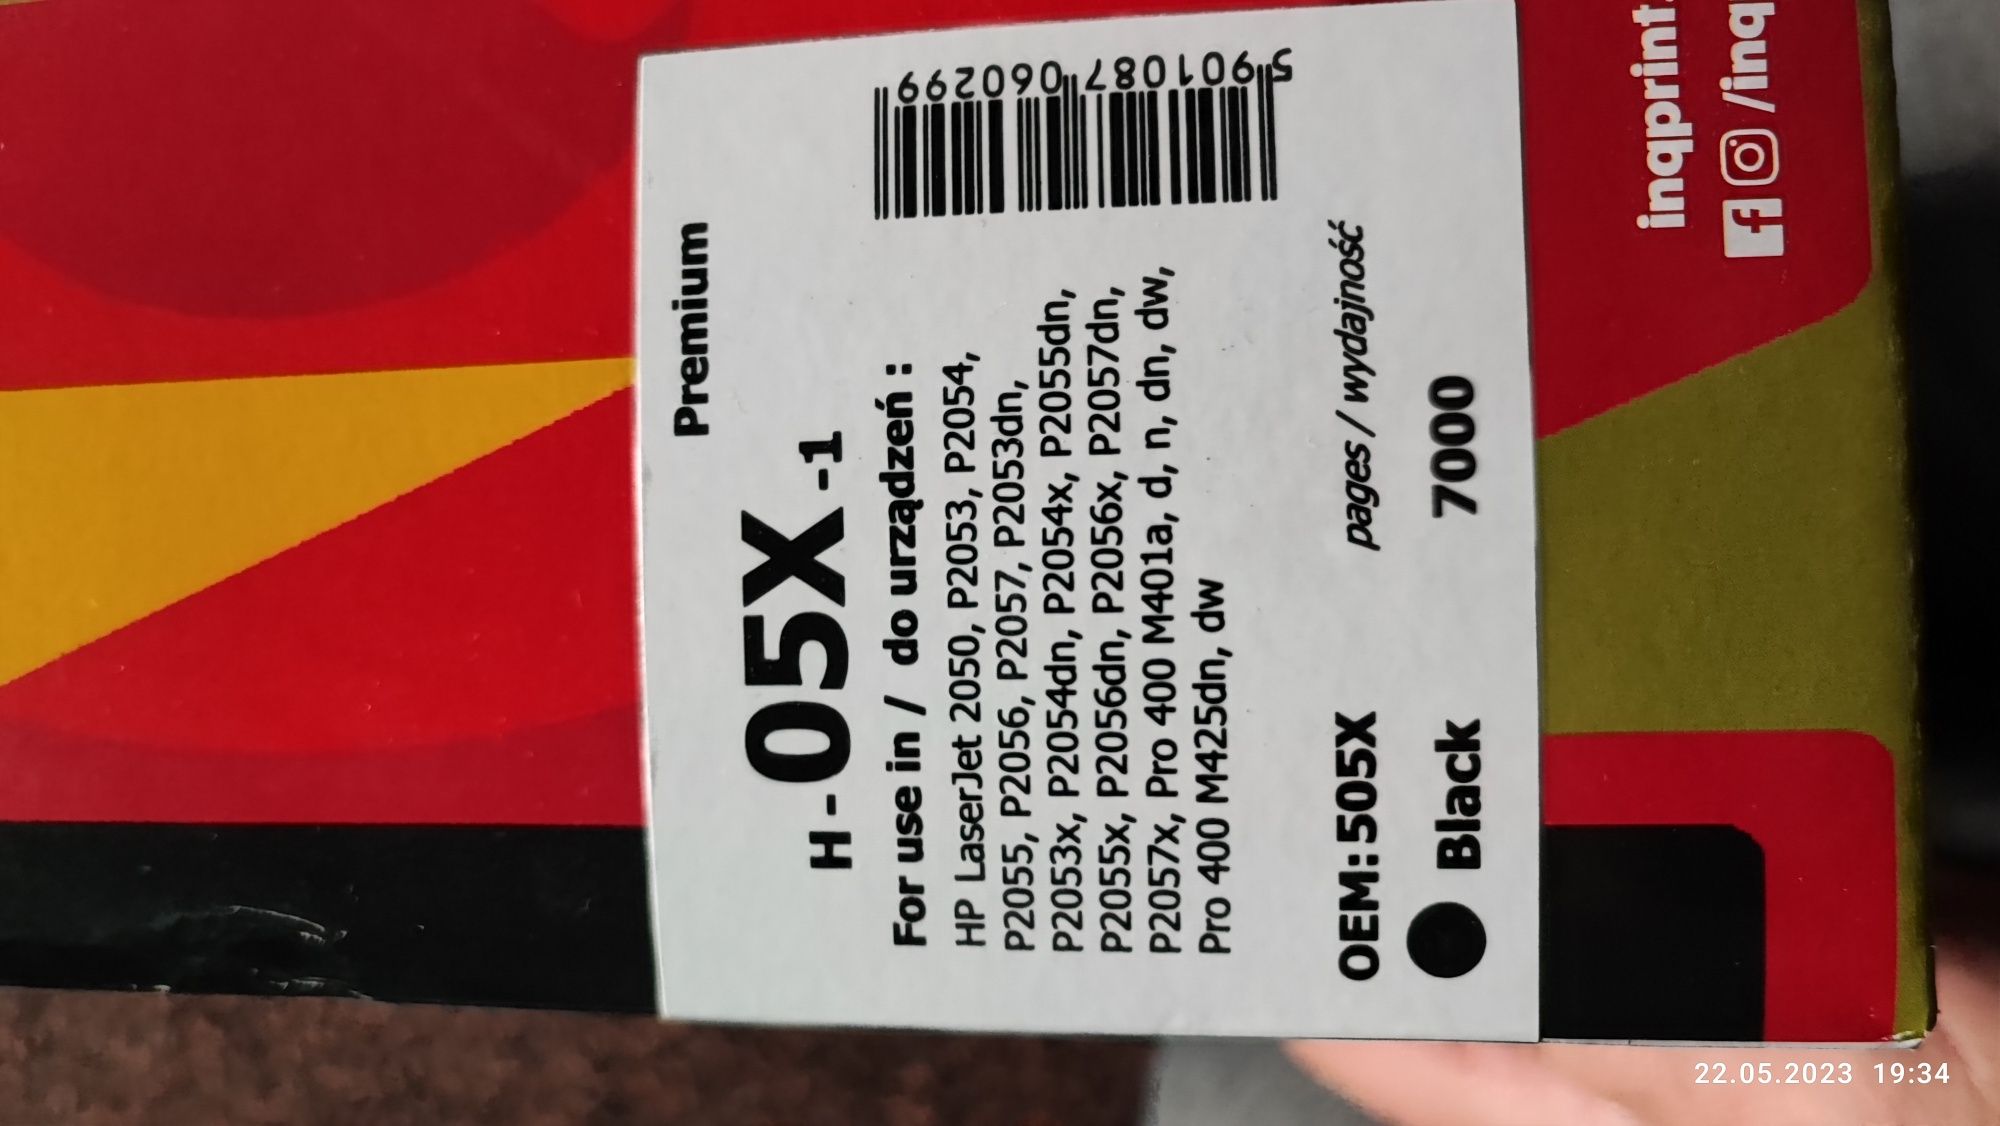 Premium
H-05X-1
For use in / do urządzeń :
HP LaserJet 2050, P2053, P2054,
P2055, P2056, P2057, P2053dn,
P2053x, P2054dn, P2054x, P2055dn,
P2055x, P2056dn, P2056x, P2057dn,
P2057x, Pro 400 M401a, d, n, dn, dw,
Pro 400 M425dn, dw
5 901087 060299
OEM:505X
pages / wydajność
Black
7000
inqprint.
/inq
22.05.2023 19:34